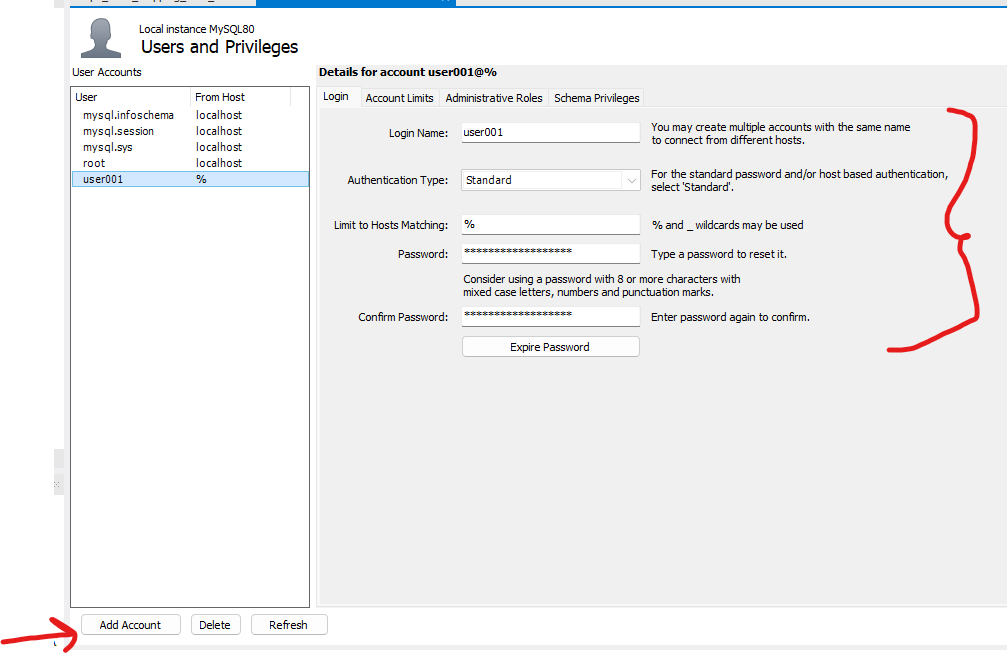 Local instance MySQL80
Users and Privileges
User Accounts
User From Host
mysql.infoschema localhost
mysql.session localhost
mysql.sys localhost
root localhost
user001 %
Details for account user001@%
Login Account Limits Administrative Roles Schema Privileges
Login Name: user001 You may create multiple accounts with the same name
to connect from different hosts.
Authentication Type: Standard For the standard password and/or host based authentication,
select 'Standard'.
Limit to Hosts Matching: % % and _ wildcards may be used
Password: ****************** Type a password to reset it.
Consider using a password with 8 or more characters with
mixed case letters, numbers and punctuation marks.
Confirm Password: ****************** Enter password again to confirm.
Expire Password
Add Account Delete Refresh